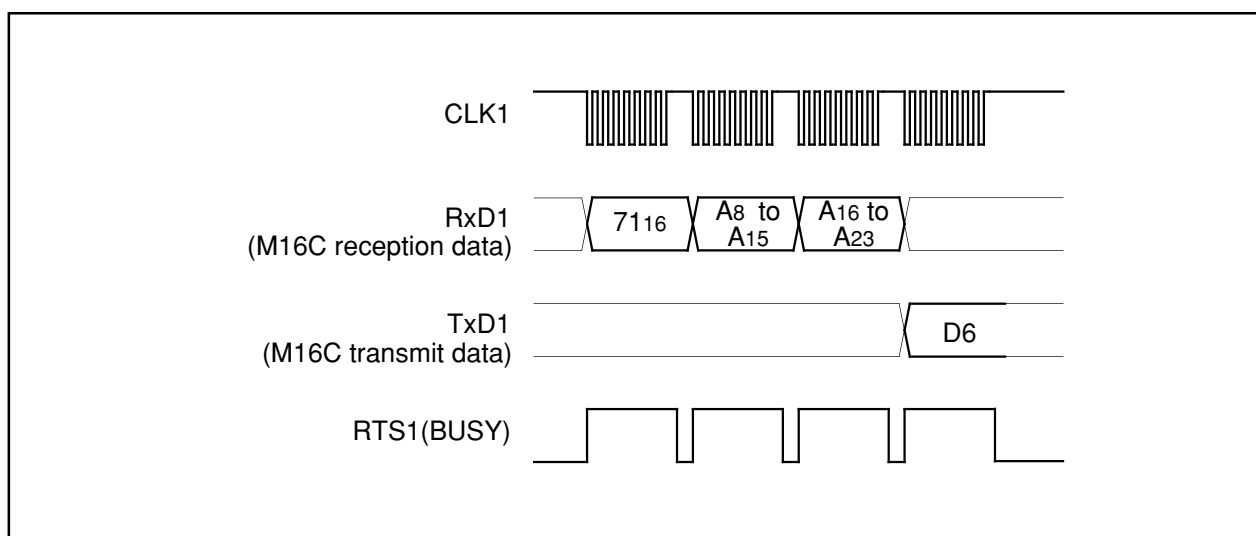 CLK1
RxD1
(M16C reception data)
7116
A8 to
A15
A16 to
A23
TxD1
(M16C transmit data)
D6
RTS1(BUSY)